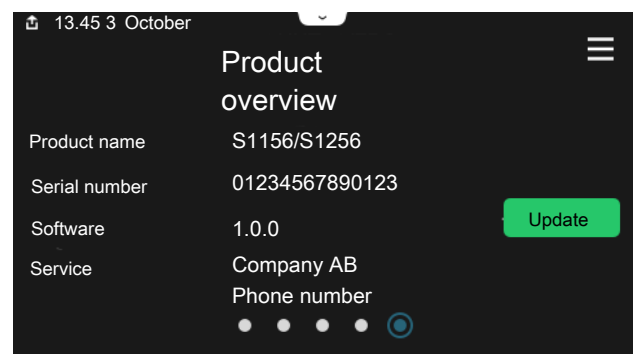 13.45 3 October
Product
overview
Product name S1156/S1256
Serial number 01234567890123
Software 1.0.0
Update
Service Company AB
Phone number